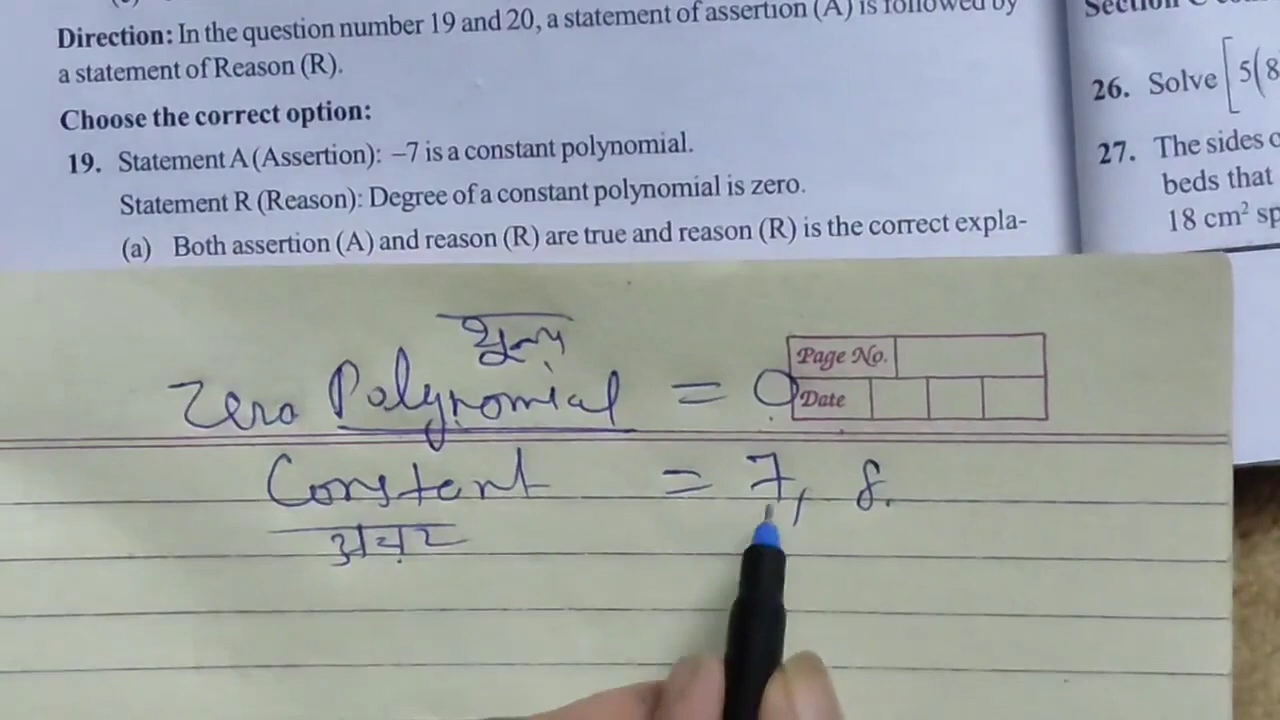 Direction: In the question number 19 and 20, a statement of assertion (A) is followed by
a statement of Reason (R).
Choose the correct option:
19. Statement A (Assertion): –7 is a constant polynomial.
Statement R (Reason): Degree of a constant polynomial is zero.
(a) Both assertion (A) and reason (R) are true and reason (R) is the correct expla-
26. Solve [5(8
27. The sides o
beds that
18 cm² sp
शून्य
Zero Polynomial = 0
Page No.
Date
Constant = 7, 8.
अचर